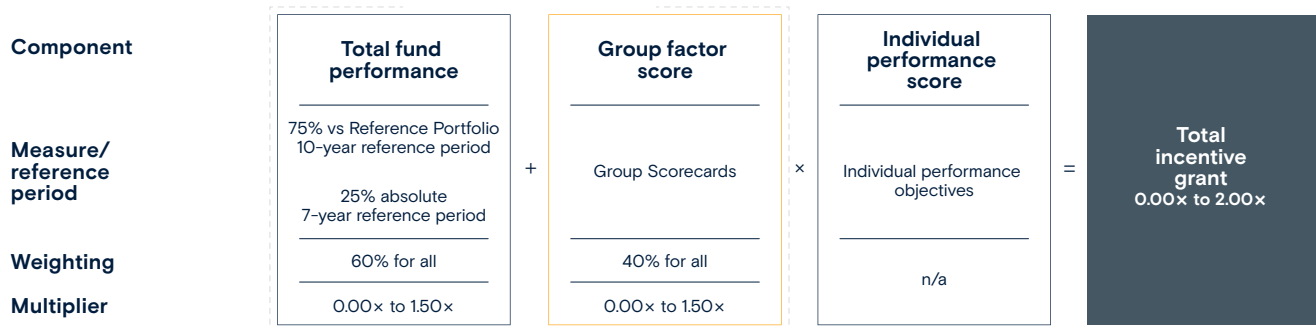 Component
Total fund
performance
Group factor
score
Individual
performance
score
Measure/
reference
period
75% vs Reference Portfolio
10-year reference period
25% absolute
7-year reference period
+
Group Scorecards
×
Individual performance
objectives
=
Total
incentive
grant
0.00× to 2.00×
Weighting
60% for all
40% for all
n/a
Multiplier
0.00× to 1.50×
0.00× to 1.50×